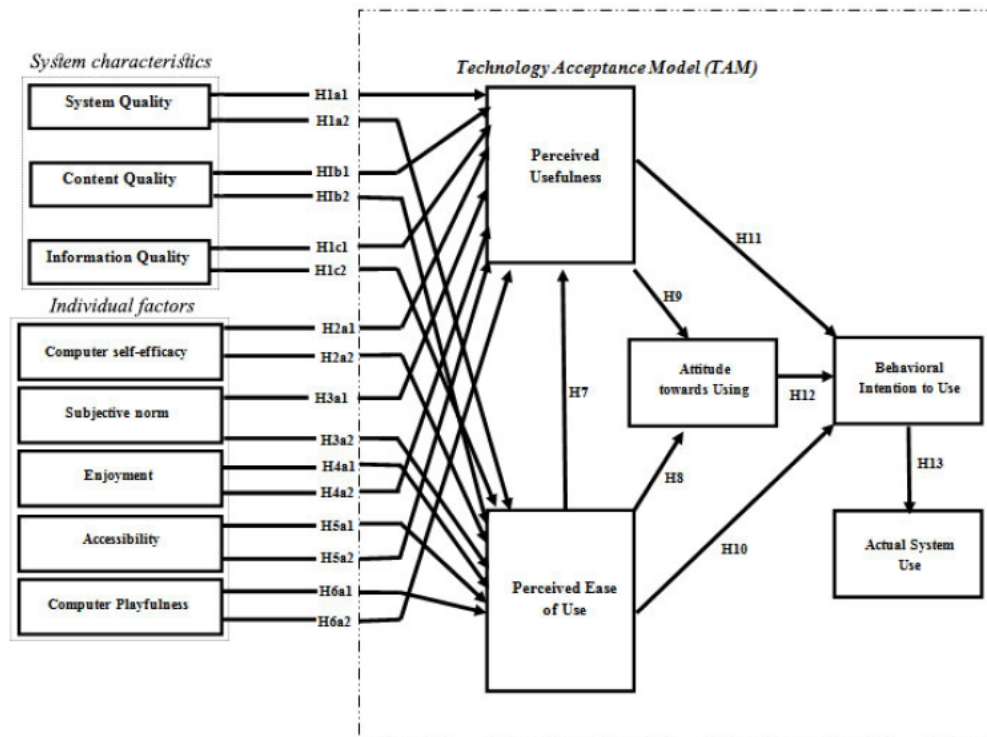 System characteristics
Technology Acceptance Model (TAM)
System Quality
H1a1
H1a2
Content Quality
HIb1
HIb2
Perceived
Usefulness
Information Quality
H1c1
H1c2
H11
Individual factors
H9
Computer self-efficacy
H2a1
H2a2
Attitude
towards Using
Behavioral
Intention to Use
H7
H12
Subjective norm
H3a1
H3a2
Enjoyment
H4a1
H4a2
H8
H13
Accessibility
H5a1
H5a2
H10
Actual System
Use
Computer Playfulness
H6a1
H6a2
Perceived Ease
of Use